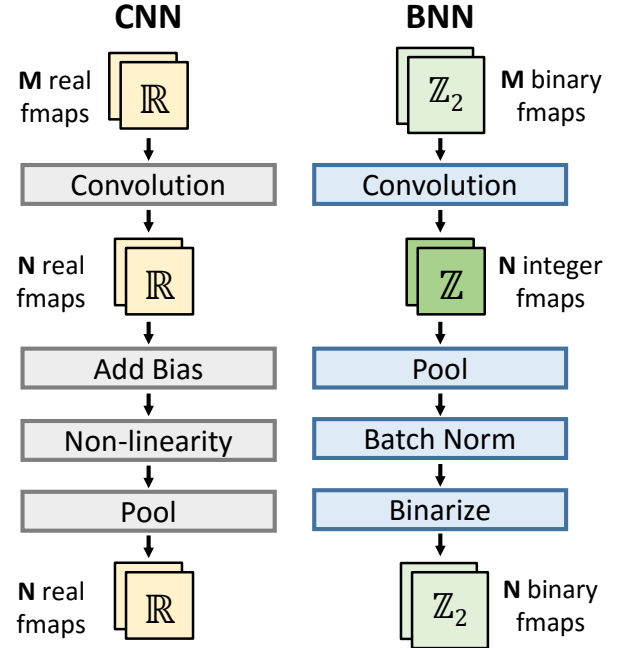 CNN
M real
fmaps
ℝ
Convolution
N real
fmaps
ℝ
Add Bias
Non-linearity
Pool
N real
fmaps
ℝ
BNN
ℤ₂
M binary
fmaps
Convolution
ℤ
N integer
fmaps
Pool
Batch Norm
Binarize
ℤ₂
N binary
fmaps